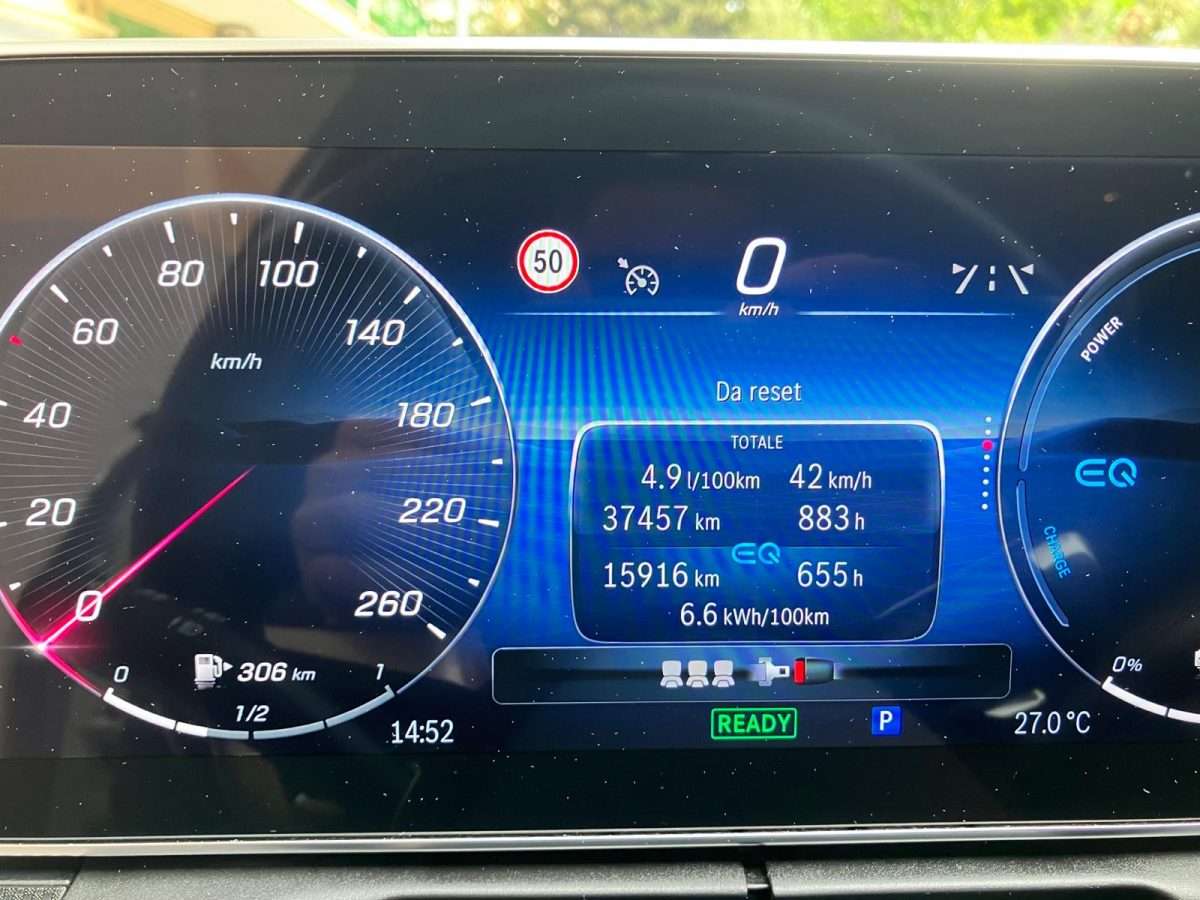 80 100
60 140
km/h
40 180
20 220
0 260
0 306 km 1
1/2
14:52
50
0
km/h
Da reset
TOTALE
4.9 l/100km 42 km/h
37457 km 883 h
EQ
15916 km 655 h
6.6 kWh/100km
READY P
27.0 °C
POWER
EQ
CHARGE
0%